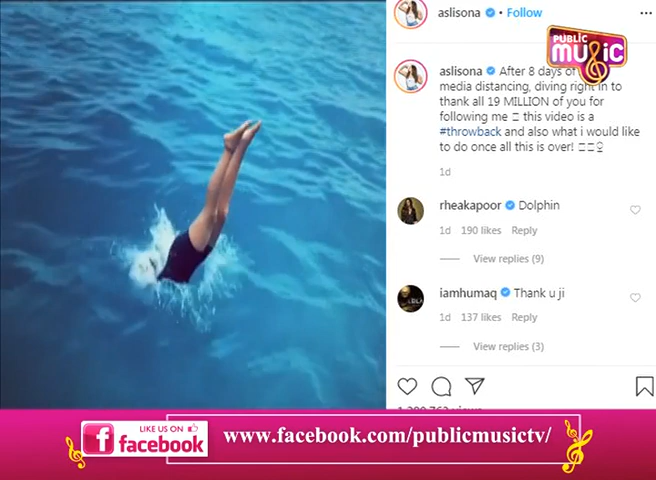 aslisona • Follow
PUBLIC
music
aslisona After 8 days of
media distancing, diving right in to
thank all 19 MILLION of you for
following me this video is a
#throwback and also what i would like
to do once all this is over!
1d
rheakapoor Dolphin
1d 190 likes Reply
View replies (9)
iamhumaq Thank u ji
1d 137 likes Reply
View replies (3)
LIKE US ON
facebook
www.facebook.com/publicmusictv/